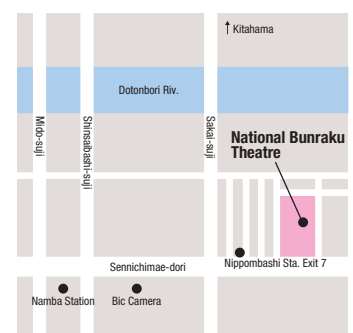 ↑ Kitahama
Dotonbori Riv.
Mido-suji
Shinsaibashi-suji
Sakai-suji
National Bunraku
Theatre
Nippombashi Sta. Exit 7
Sennichimae-dori
Namba Station
Bic Camera